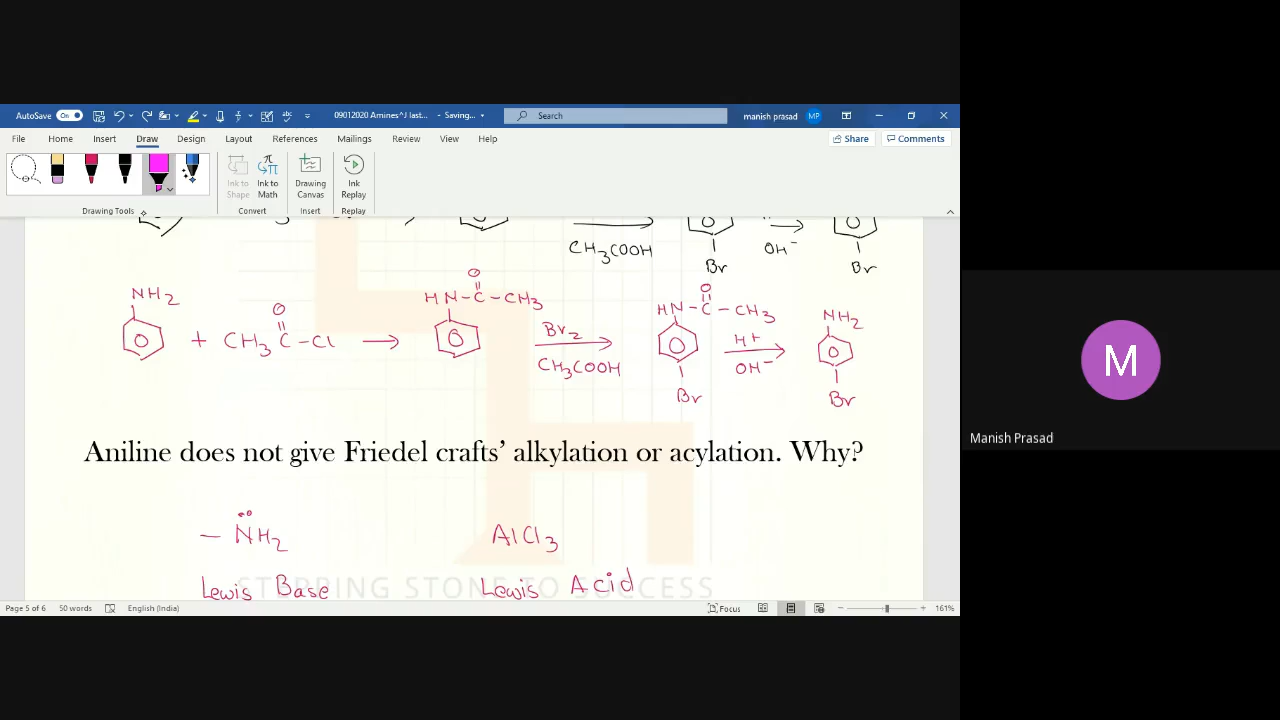 AutoSave On 09012020 Amines^J last... - Saving... Search manish prasad MP
File Home Insert Draw Design Layout References Mailings Review View Help Share Comments
Ink to Shape Ink to Math Drawing Canvas Ink Replay
Drawing Tools Convert Insert Replay
CH3COOH OH-
Br Br
NH2 + CH3-C(=O)-Cl → HN-C(=O)-CH3 Br2 CH3COOH → HN-C(=O)-CH3 Br H+ OH- → NH2 Br
Aniline does not give Friedel crafts' alkylation or acylation. Why?
- NH2 AlCl3
Lewis Base Lewis Acid
STEPPING STONE TO SUCCESS
Page 5 of 6 50 words English (India) Focus 161%
M
Manish Prasad